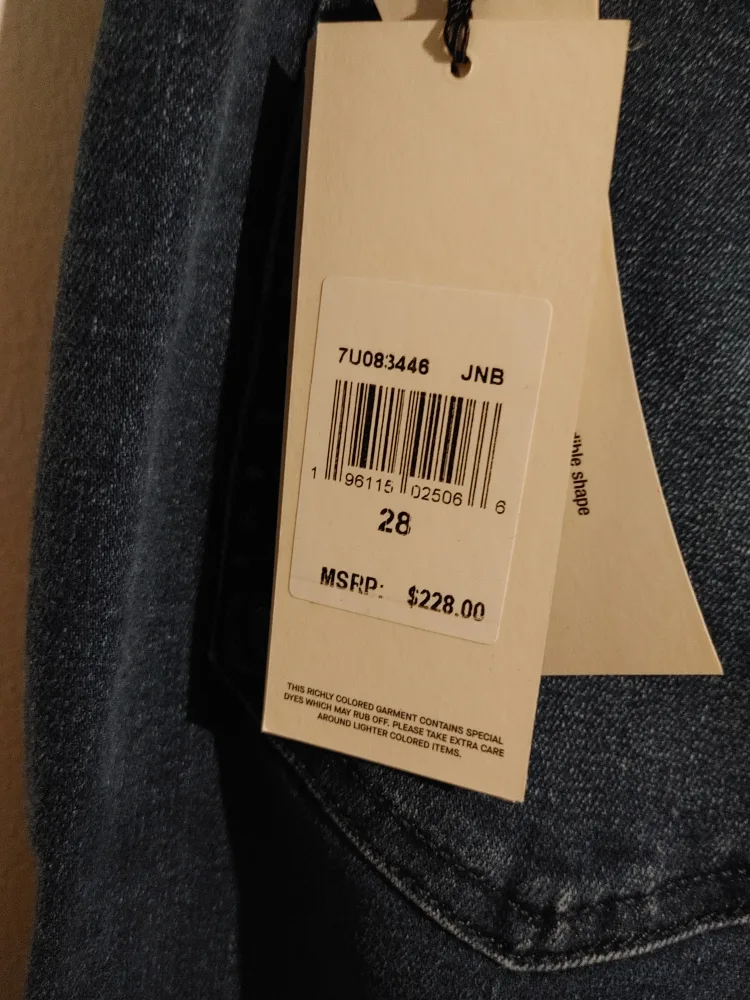 7U083446 JNB
1 96115 02506 6
28
MSRP: $228.00
THIS RICHLY COLORED GARMENT CONTAINS SPECIAL
DYES WHICH MAY RUB OFF. PLEASE TAKE EXTRA CARE
AROUND LIGHTER COLORED ITEMS.
shape